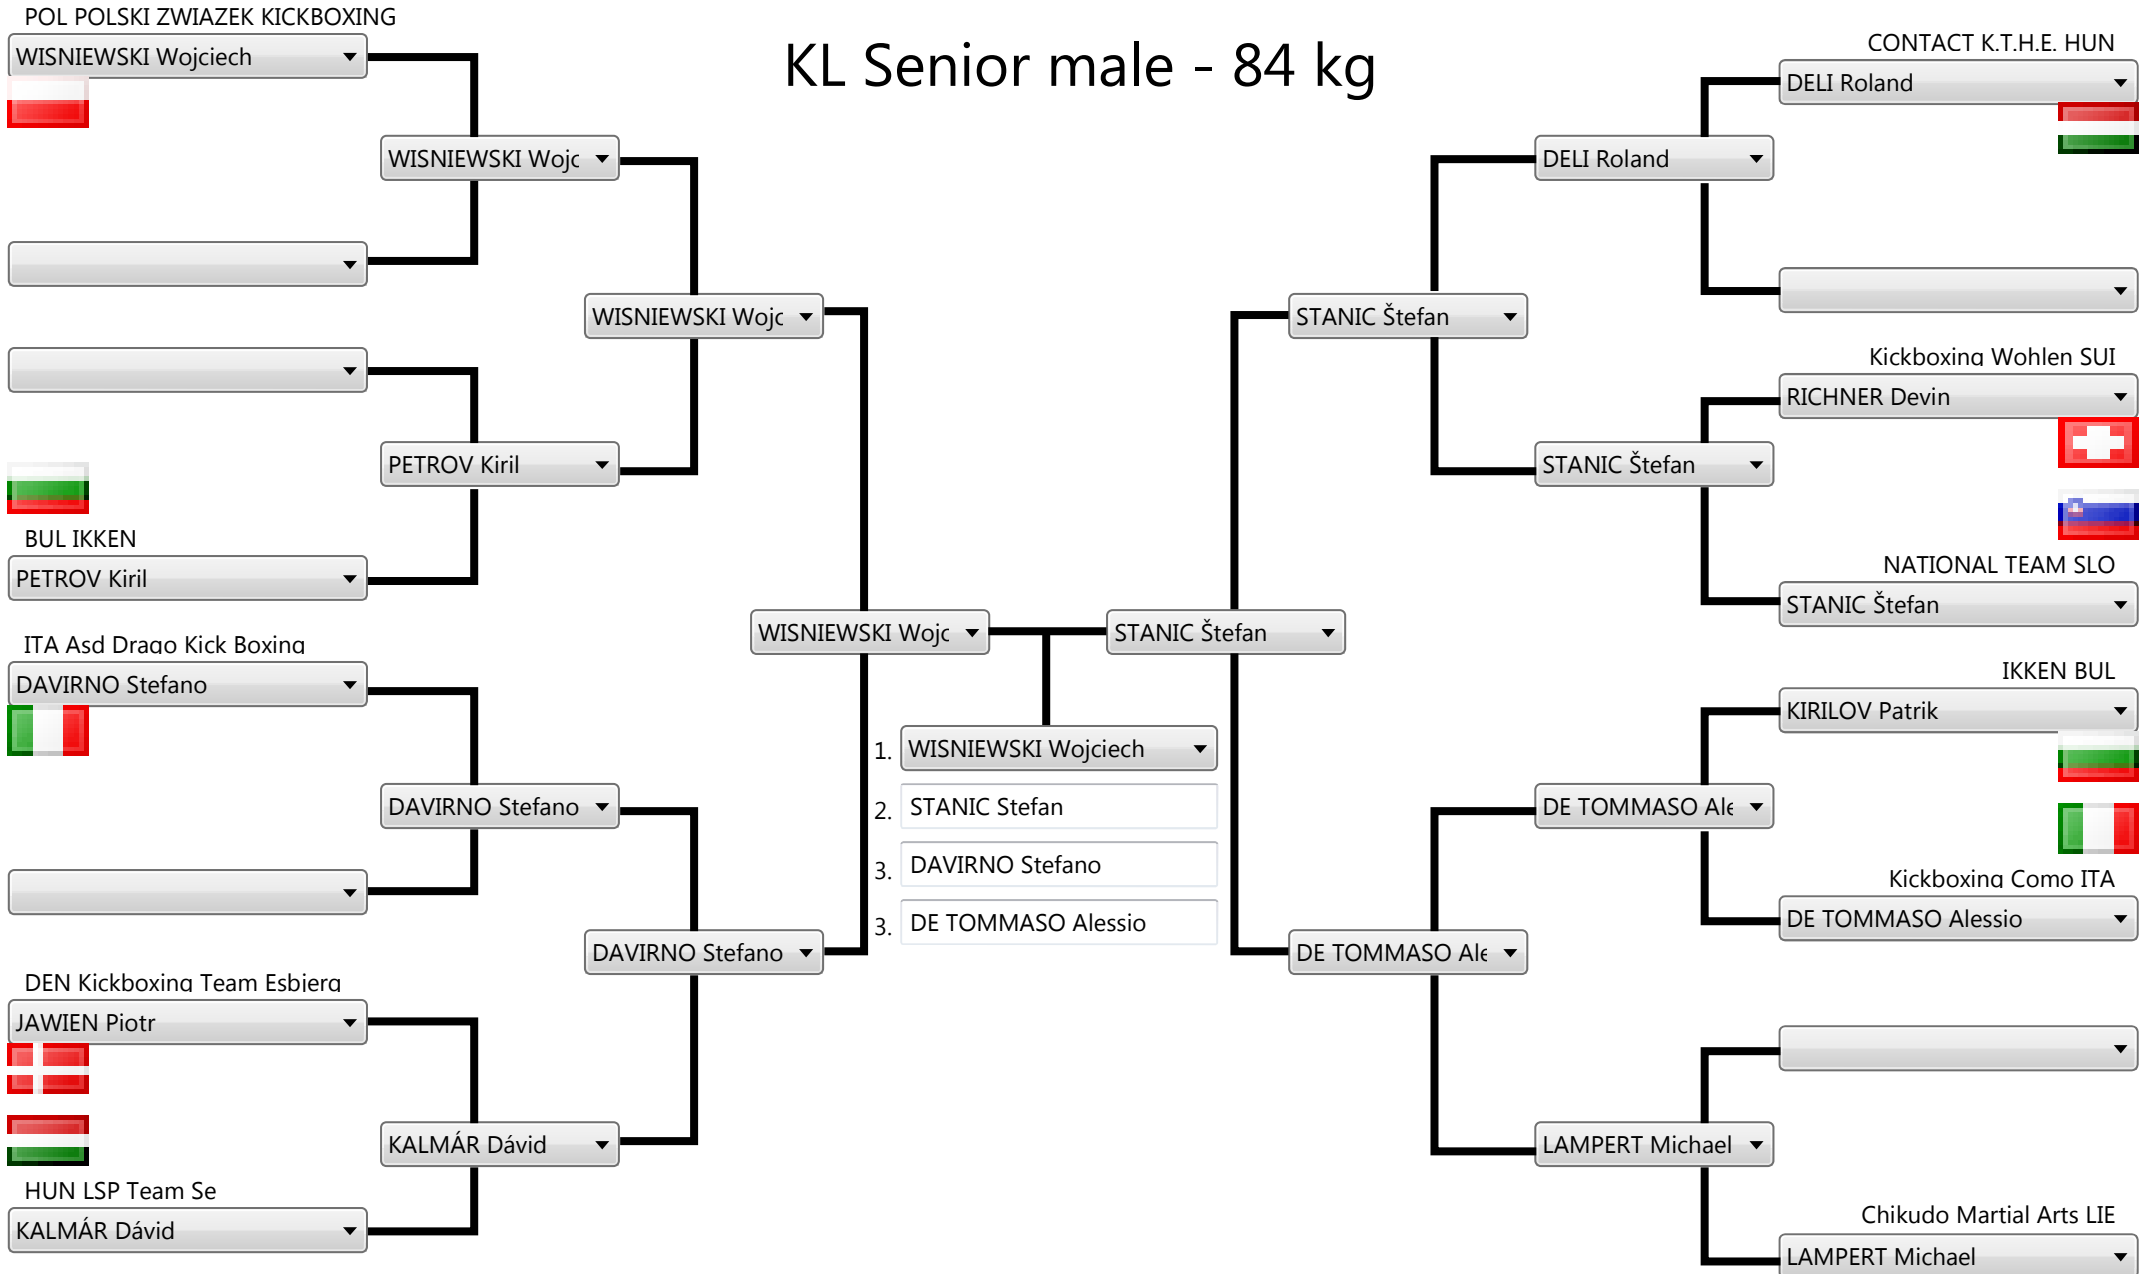 KL Senior male - 84 kg
POL POLSKI ZWIAZEK KICKBOXING
WISNIEWSKI Wojciech
WISNIEWSKI Wojc
WISNIEWSKI Wojc
PETROV Kiril
BUL IKKEN
PETROV Kiril
ITA Asd Drago Kick Boxing
DAVIRNO Stefano
DAVIRNO Stefano
DAVIRNO Stefano
DEN Kickboxing Team Esbjerg
JAWIEN Piotr
KALMÁR Dávid
HUN LSP Team Se
KALMÁR Dávid
WISNIEWSKI Wojc
STANIC Štefan
1. WISNIEWSKI Wojciech
2. STANIC Stefan
3. DAVIRNO Stefano
3. DE TOMMASO Alessio
CONTACT K.T.H.E. HUN
DELI Roland
DELI Roland
STANIC Štefan
Kickboxing Wohlen SUI
RICHNER Devin
STANIC Štefan
NATIONAL TEAM SLO
STANIC Štefan
IKKEN BUL
KIRILOV Patrik
DE TOMMASO Ale
Kickboxing Como ITA
DE TOMMASO Alessio
DE TOMMASO Ale
LAMPERT Michael
Chikudo Martial Arts LIE
LAMPERT Michael